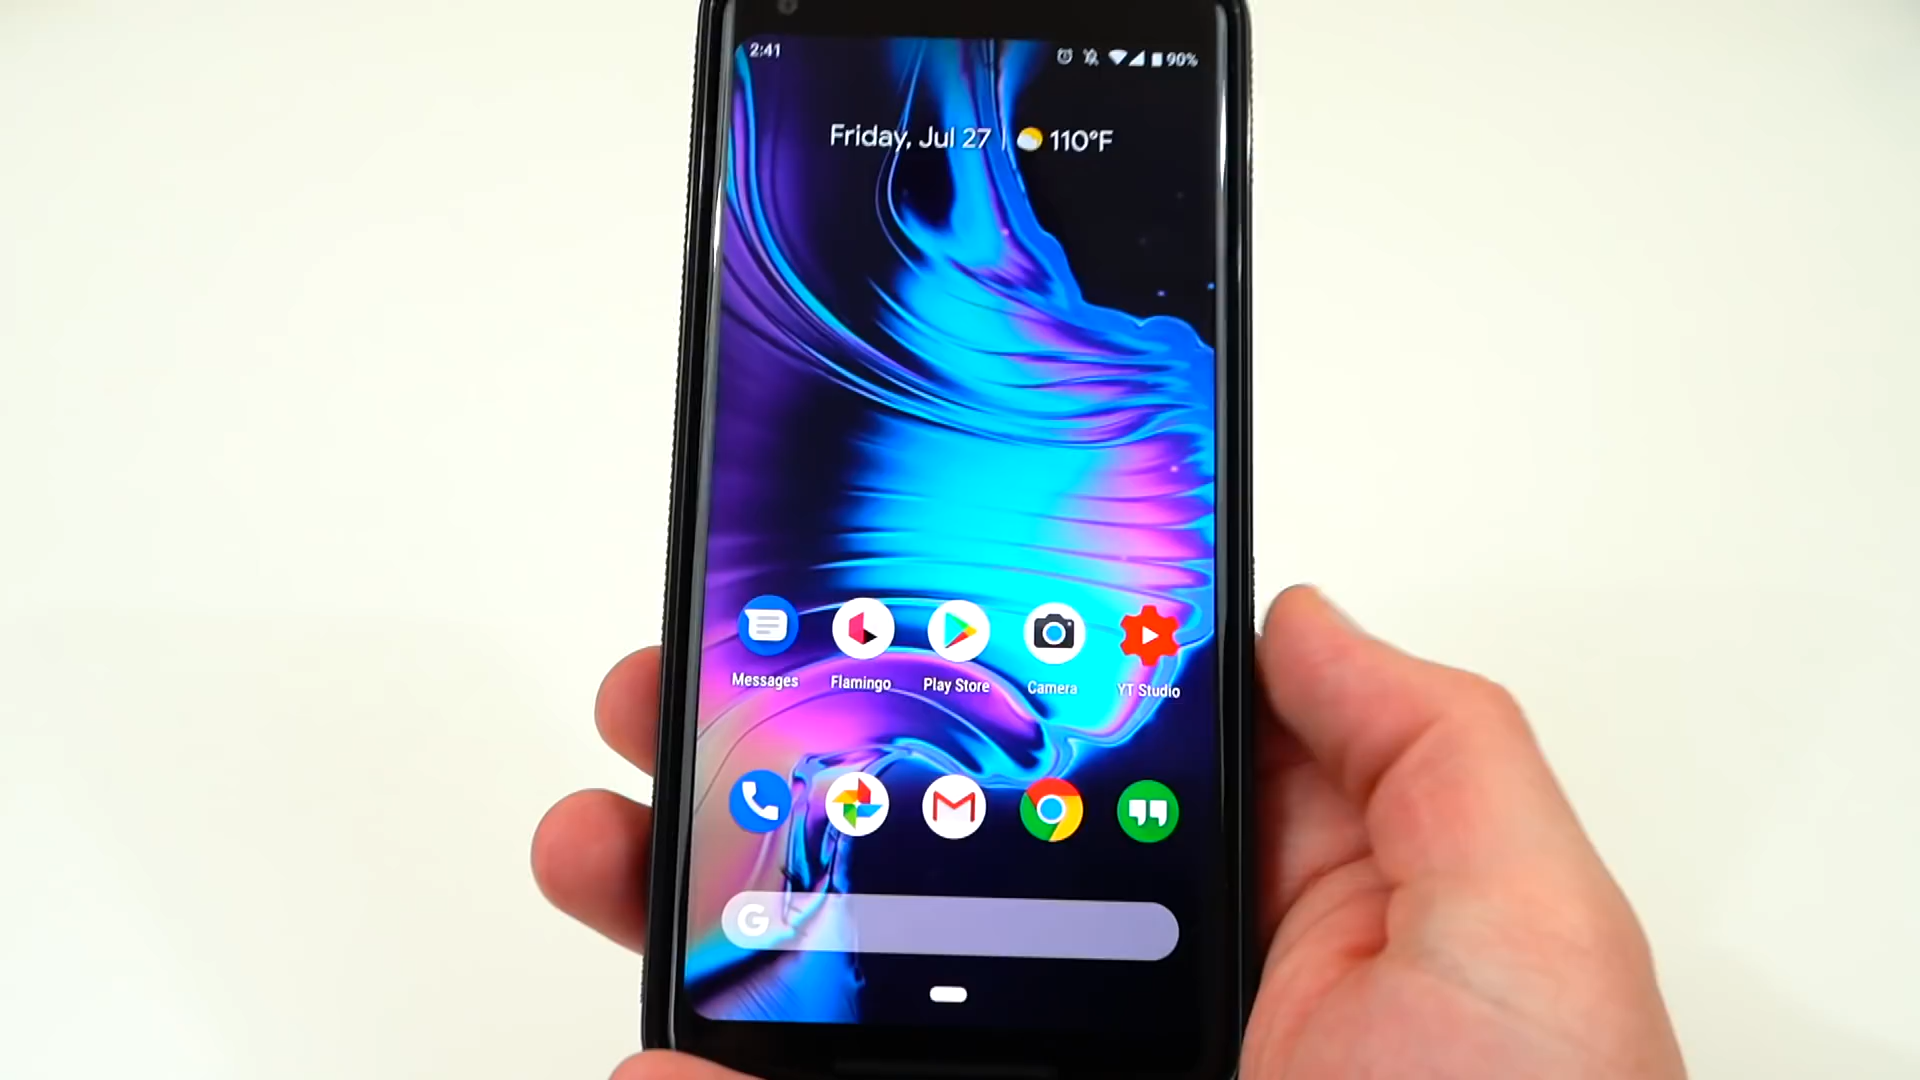 2:41 90%
Friday, Jul 27 | 110°F
Messages Flamingo Play Store Camera YT Studio
G